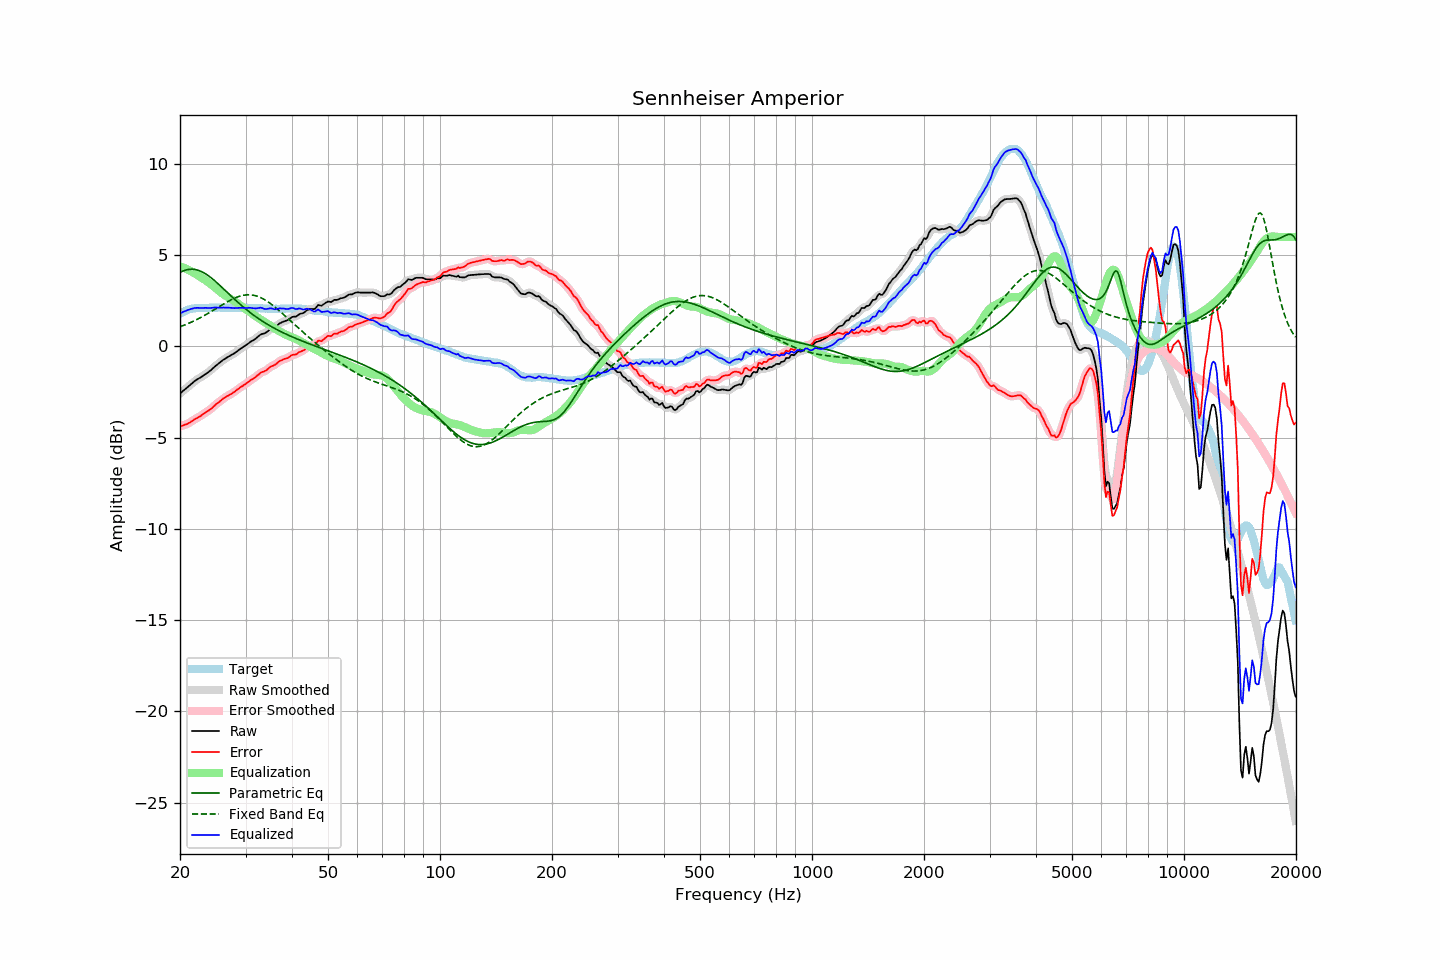 Sennheiser Amperior
Amplitude (dBr)
10
5
0
−5
−10
−15
−20
−25
Target
Raw Smoothed
Error Smoothed
Raw
Error
Equalization
Parametric Eq
Fixed Band Eq
Equalized
20 50 100 200 500 1000 2000 5000 10000 20000
Frequency (Hz)